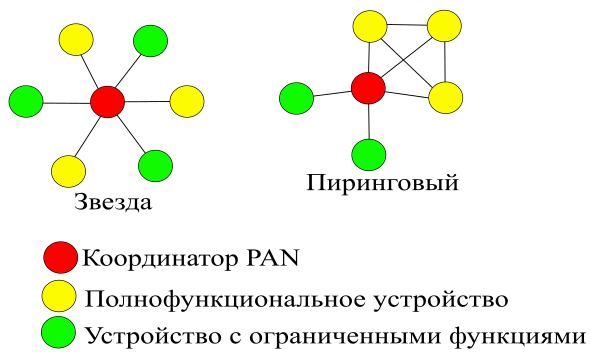 Звезда
Пиринговый
Координатор PAN
Полнофункциональное устройство
Устройство с ограниченными функциями